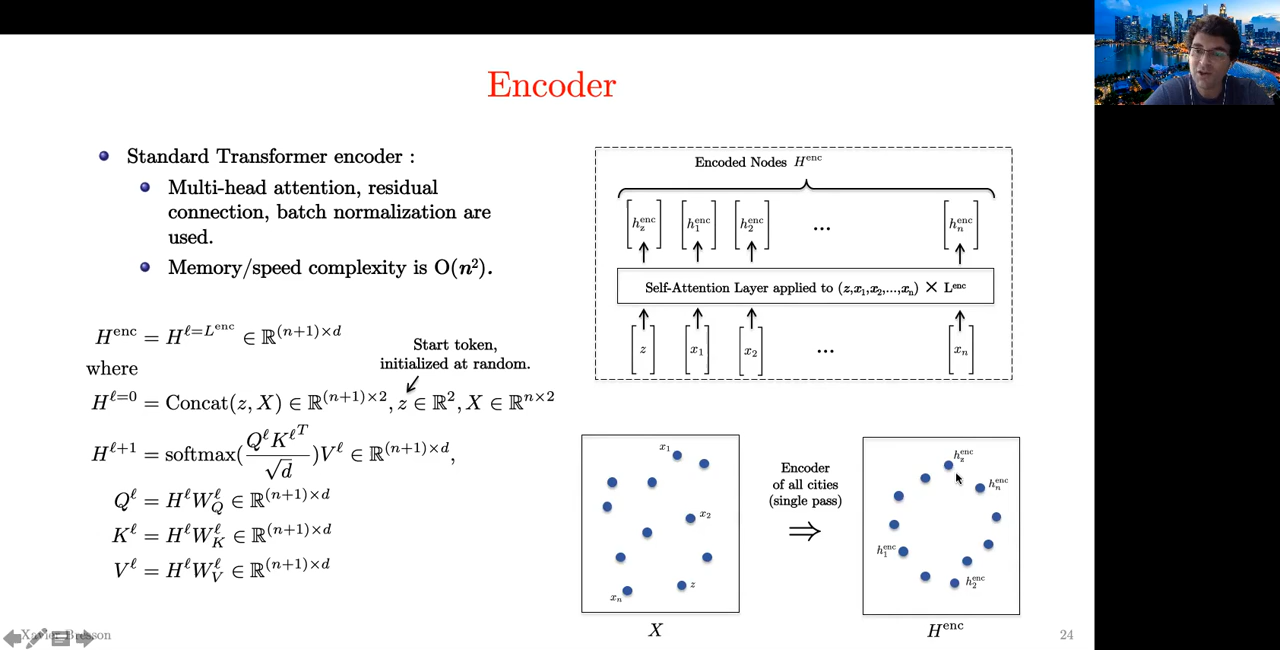 Encoder
Standard Transformer encoder :
Multi-head attention, residual
connection, batch normalization are
used.
Memory/speed complexity is O(n²).
H^enc = H^{ℓ=L^enc} ∈ ℝ^{(n+1)×d}
where
Start token,
initialized at random.
H^{ℓ=0} = Concat(z, X) ∈ ℝ^{(n+1)×2}, z ∈ ℝ², X ∈ ℝ^{n×2}
H^{ℓ+1} = softmax(Q^ℓ K^{ℓT} / √d)V^ℓ ∈ ℝ^{(n+1)×d},
Q^ℓ = H^ℓ W_Q^ℓ ∈ ℝ^{(n+1)×d}
K^ℓ = H^ℓ W_K^ℓ ∈ ℝ^{(n+1)×d}
V^ℓ = H^ℓ W_V^ℓ ∈ ℝ^{(n+1)×d}
Encoded Nodes H^enc
h_z^enc h_1^enc h_2^enc ... h_n^enc
Self-Attention Layer applied to (z,x₁,x₂,...,xₙ) × L^enc
z x₁ x₂ ... xₙ
x₁
x₂
z
xₙ
X
Encoder
of all cities
(single pass)
⇒
h_z^enc
h_n^enc
h_1^enc
h_2^enc
H^enc
Xavier Bresson
24